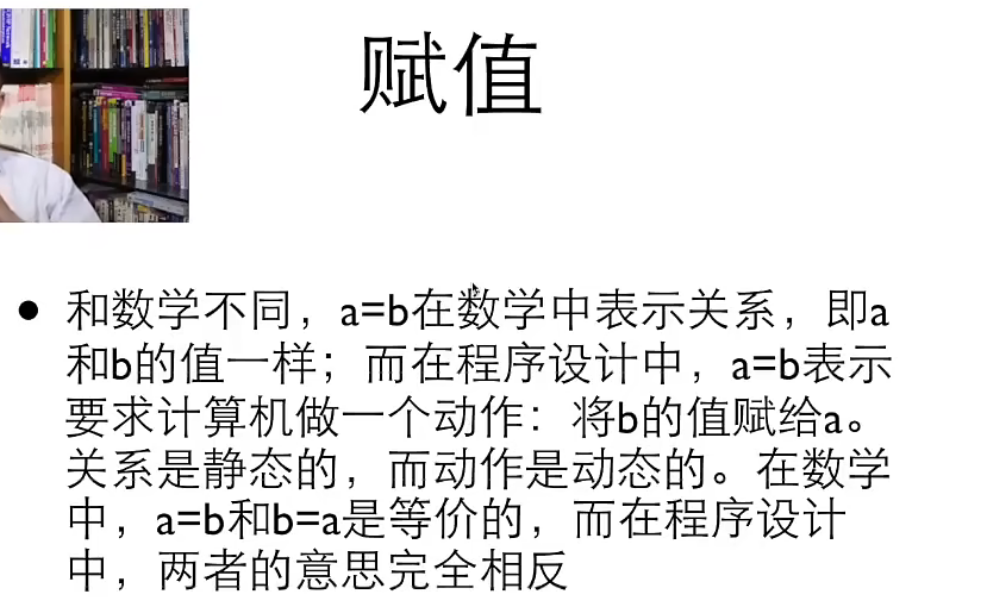 赋值
● 和数学不同，a=b在数学中表示关系，即a
和b的值一样；而在程序设计中，a=b表示
要求计算机做一个动作：将b的值赋给a。
关系是静态的，而动作是动态的。在数学
中，a=b和b=a是等价的，而在程序设计
中，两者的意思完全相反